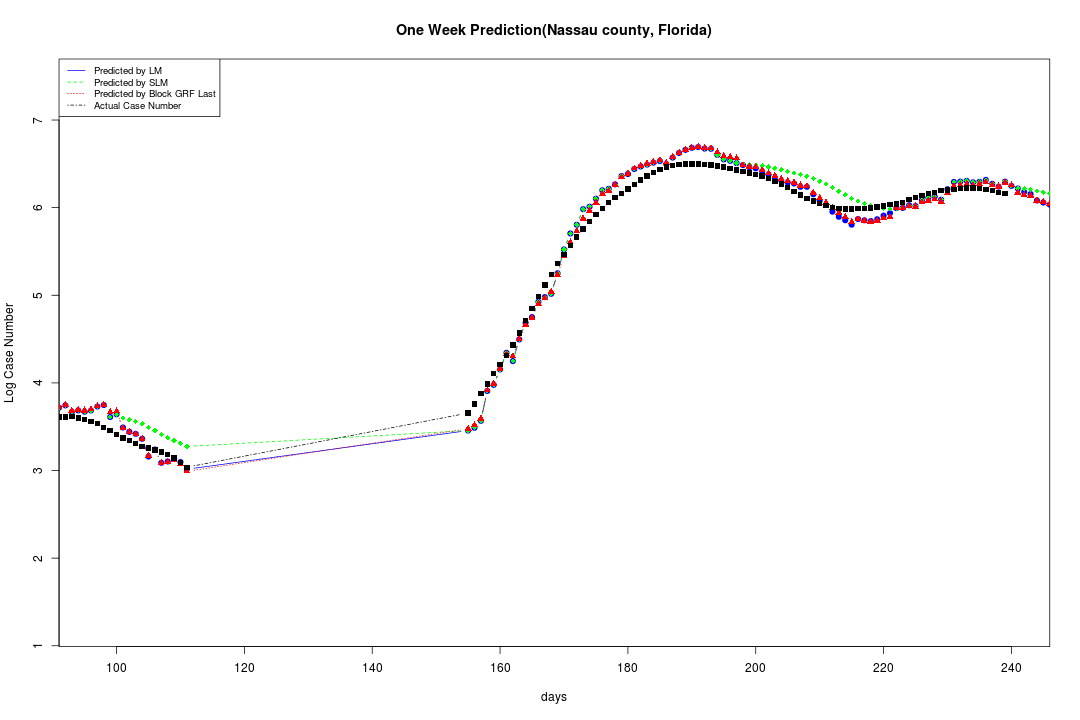 One Week Prediction(Nassau county, Florida)
Predicted by LM
Predicted by SLM
Predicted by Block GRF Last
Actual Case Number
Log Case Number
7
6
5
4
3
2
1
100 120 140 160 180 200 220 240
days